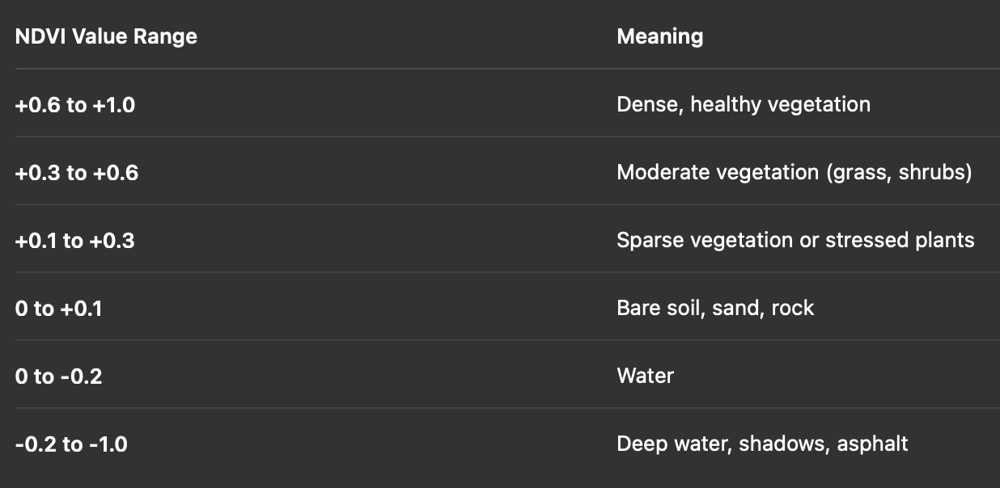 NDVI Value Range Meaning
+0.6 to +1.0 Dense, healthy vegetation
+0.3 to +0.6 Moderate vegetation (grass, shrubs)
+0.1 to +0.3 Sparse vegetation or stressed plants
0 to +0.1 Bare soil, sand, rock
0 to -0.2 Water
-0.2 to -1.0 Deep water, shadows, asphalt